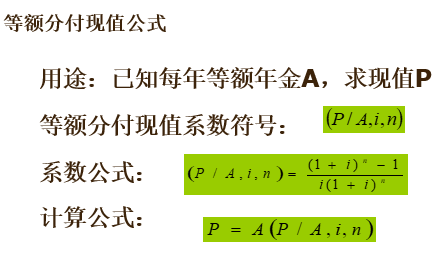 等额分付现值公式
用途：已知每年等额年金A，求现值P
等额分付现值系数符号： (P/A,i,n)
系数公式： (P / A, i, n) = ((1 + i)^n − 1) / (i(1 + i)^n)
计算公式： P = A(P / A, i, n)